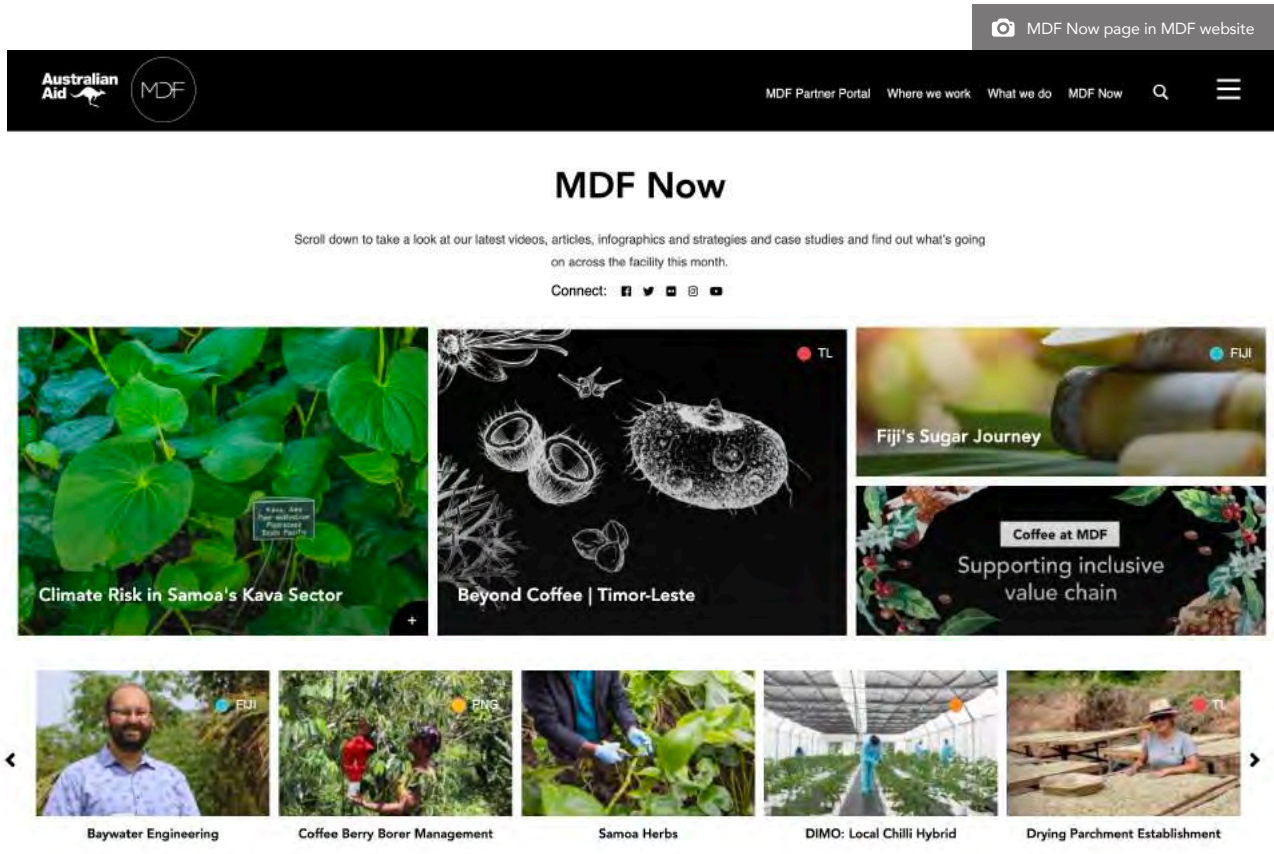 MDF Now page in MDF website
Australian
Aid
MDF
MDF Partner Portal Where we work What we do MDF Now
MDF Now
Scroll down to take a look at our latest videos, articles, infographics and strategies and case studies and find out what's going
on across the facility this month.
Connect:
Climate Risk in Samoa's Kava Sector
+
TL
Beyond Coffee | Timor-Leste
FIJI
Fiji's Sugar Journey
Coffee at MDF
Supporting inclusive
value chain
FIJI
PNG
TL
Baywater Engineering
Coffee Berry Borer Management
Samoa Herbs
DIMO: Local Chilli Hybrid
Drying Parchment Establishment